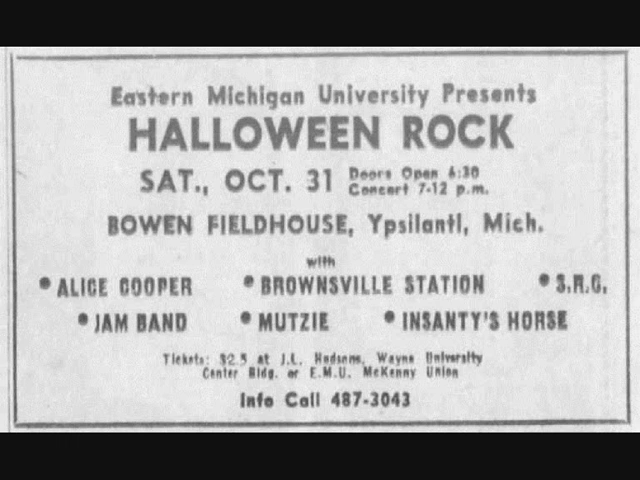 Eastern Michigan University Presents
HALLOWEEN ROCK
SAT., OCT. 31 Doors Open 6:30
Concert 7-12 p.m.
BOWEN FIELDHOUSE, Ypsilanti, Mich.
with
• ALICE COOPER • BROWNSVILLE STATION • S.R.C.
• JAM BAND • MUTZIE • INSANTY'S HORSE
Tickets: $2.5 at J.L. Hudsons, Wayne University
Center Bldg. or E.M.U. McKenny Union
Info Call 487-3043